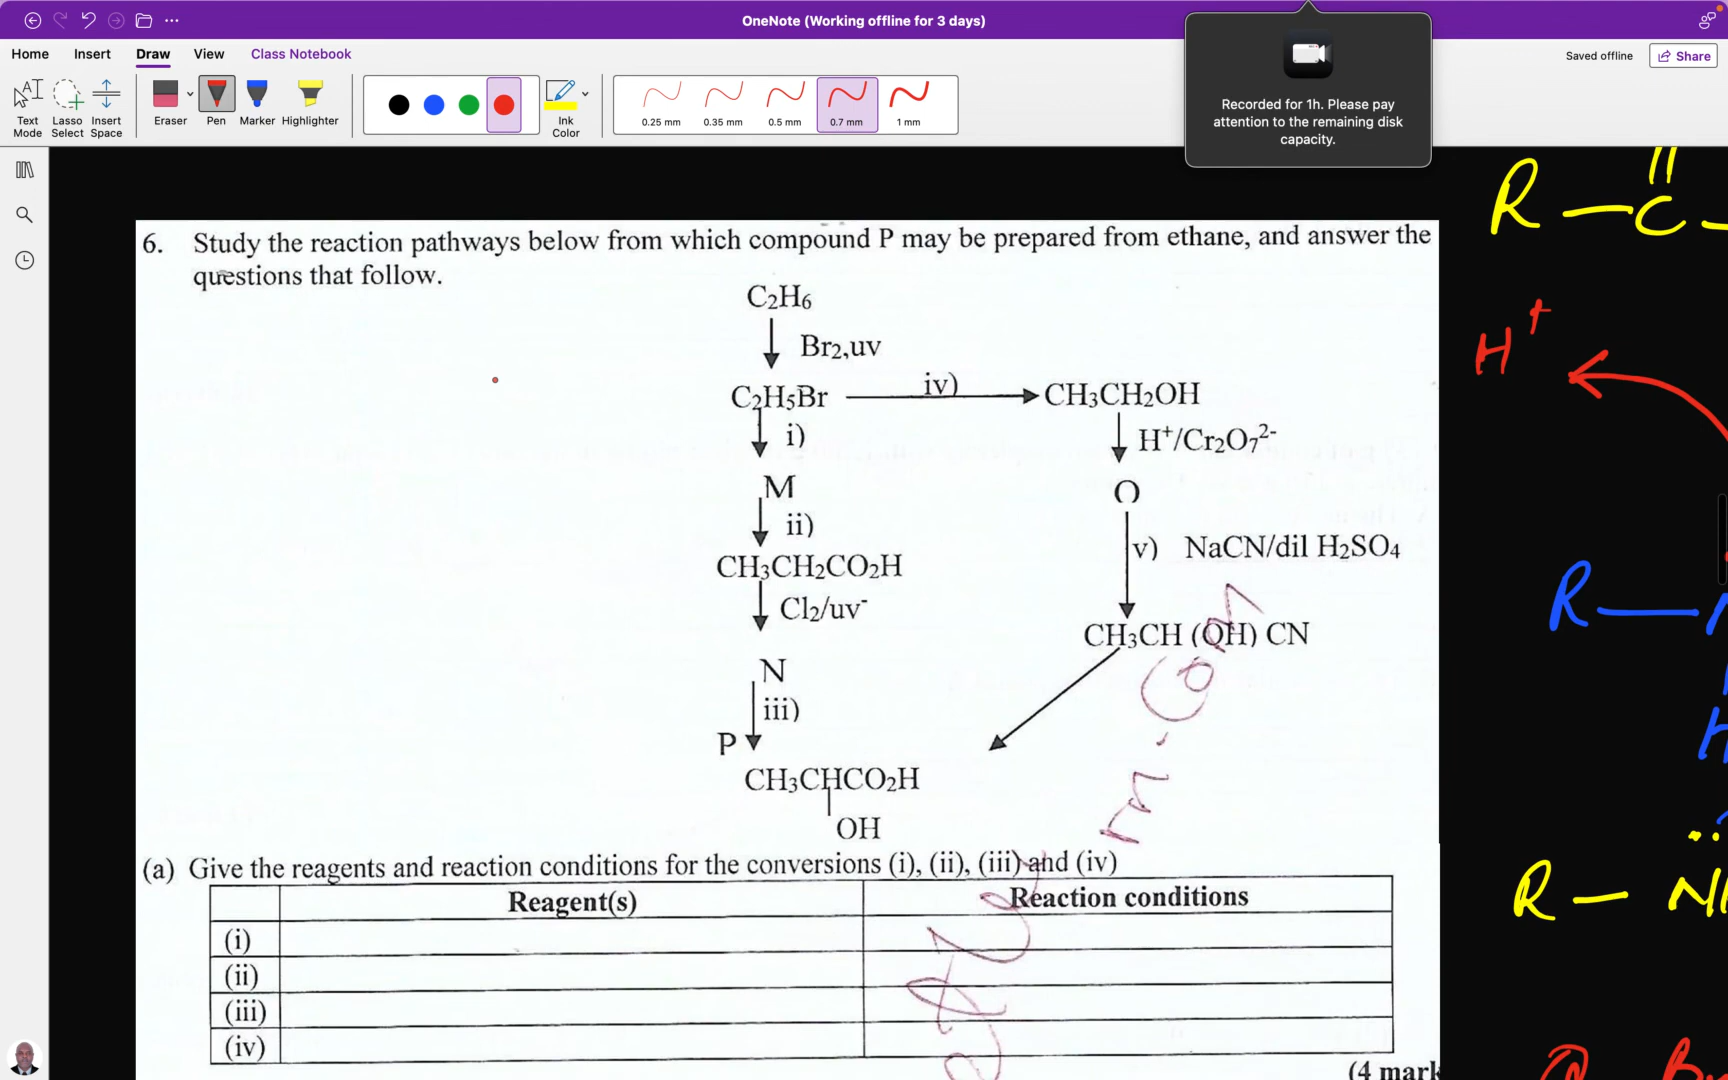 OneNote (Working offline for 3 days)
Home Insert Draw View Class Notebook
Saved offline
Share
Text Mode
Lasso Select
Insert Space
Eraser
Pen
Marker
Highlighter
Ink Color
0.25 mm
0.35 mm
0.5 mm
0.7 mm
1 mm
Recorded for 1h. Please pay
attention to the remaining disk
capacity.
6. Study the reaction pathways below from which compound P may be prepared from ethane, and answer the
questions that follow.
C2H6
Br2,uv
C2H5Br iv) CH3CH2OH
i) H+/Cr2O7²-
M O
ii)
CH3CH2CO2H v) NaCN/dil H2SO4
Cl2/uv-
CH3CH (OH) CN
N
iii)
P
CH3CHCO2H
OH
(a) Give the reagents and reaction conditions for the conversions (i), (ii), (iii) and (iv)
Reagent(s) Reaction conditions
(i)
(ii)
(iii)
(iv)
(4 mark
R — C
H+
R
R — N